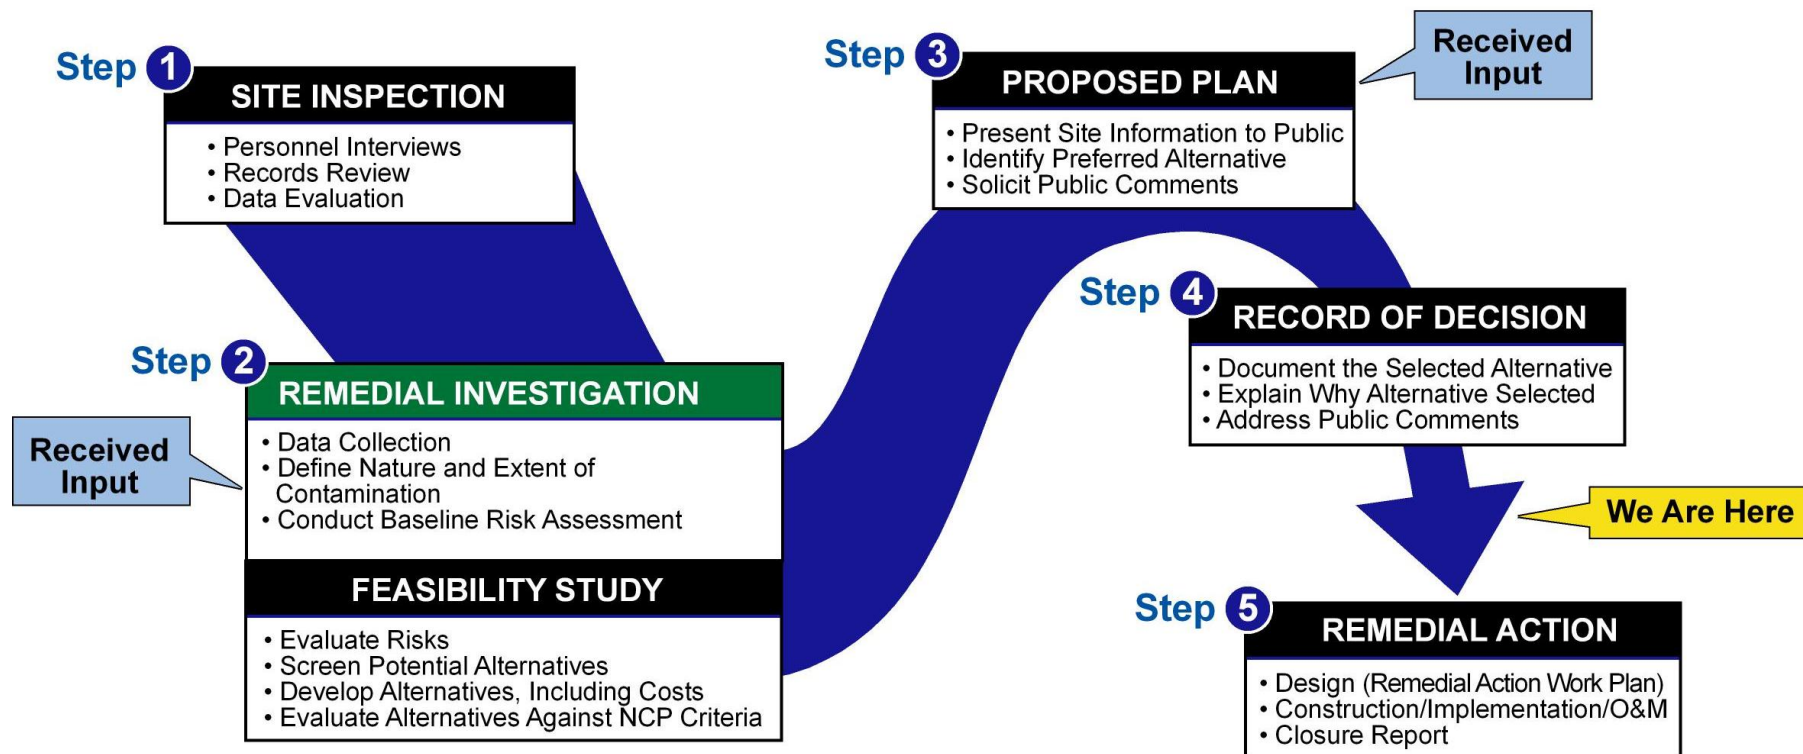 Step 1
SITE INSPECTION
• Personnel Interviews
• Records Review
• Data Evaluation
Step 2
REMEDIAL INVESTIGATION
• Data Collection
• Define Nature and Extent of
Contamination
• Conduct Baseline Risk Assessment
Received
Input
FEASIBILITY STUDY
• Evaluate Risks
• Screen Potential Alternatives
• Develop Alternatives, Including Costs
• Evaluate Alternatives Against NCP Criteria
Step 3
PROPOSED PLAN
• Present Site Information to Public
• Identify Preferred Alternative
• Solicit Public Comments
Received
Input
Step 4
RECORD OF DECISION
• Document the Selected Alternative
• Explain Why Alternative Selected
• Address Public Comments
We Are Here
Step 5
REMEDIAL ACTION
• Design (Remedial Action Work Plan)
• Construction/Implementation/O&M
• Closure Report